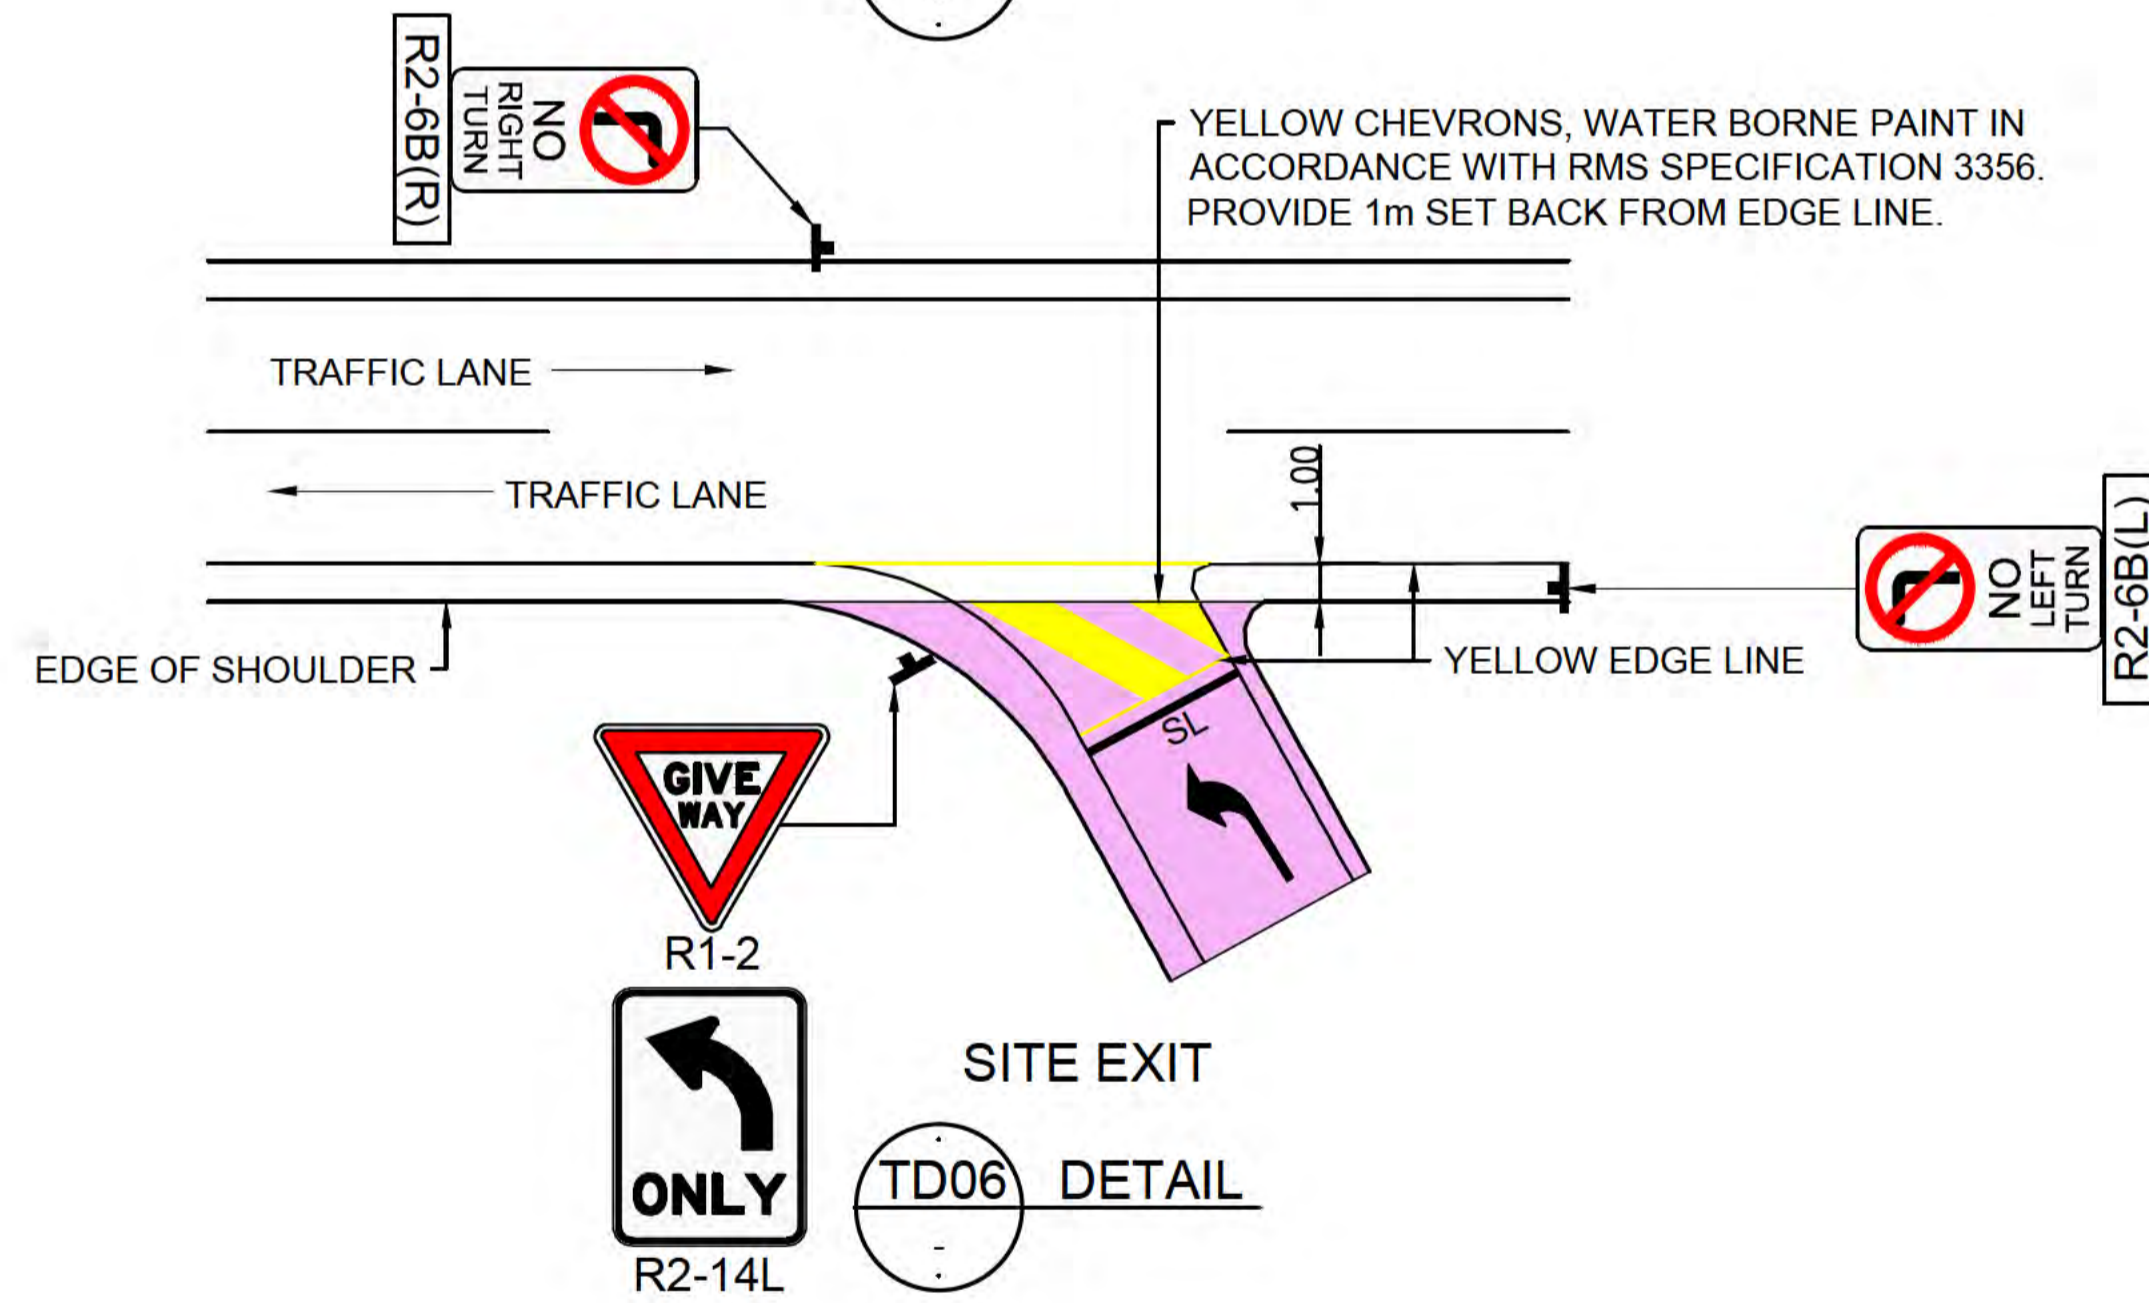 R2-6B(R)
NO
RIGHT
TURN
YELLOW CHEVRONS, WATER BORNE PAINT IN
ACCORDANCE WITH RMS SPECIFICATION 3356.
PROVIDE 1m SET BACK FROM EDGE LINE.
TRAFFIC LANE
TRAFFIC LANE
1.00
NO
LEFT
TURN
R2-6B(L)
EDGE OF SHOULDER
YELLOW EDGE LINE
SL
GIVE
WAY
R1-2
ONLY
R2-14L
SITE EXIT
TD06 DETAIL
-